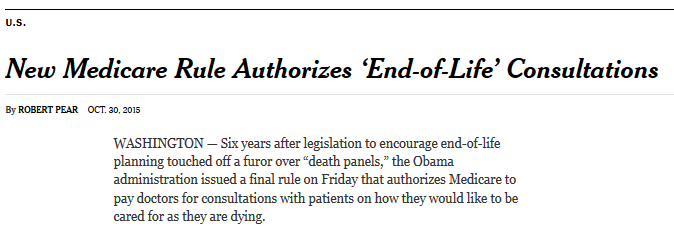 U.S.
New Medicare Rule Authorizes ‘End-of-Life’ Consultations
By ROBERT PEAR OCT. 30, 2015
WASHINGTON — Six years after legislation to encourage end-of-life
planning touched off a furor over “death panels,” the Obama
administration issued a final rule on Friday that authorizes Medicare to
pay doctors for consultations with patients on how they would like to be
cared for as they are dying.